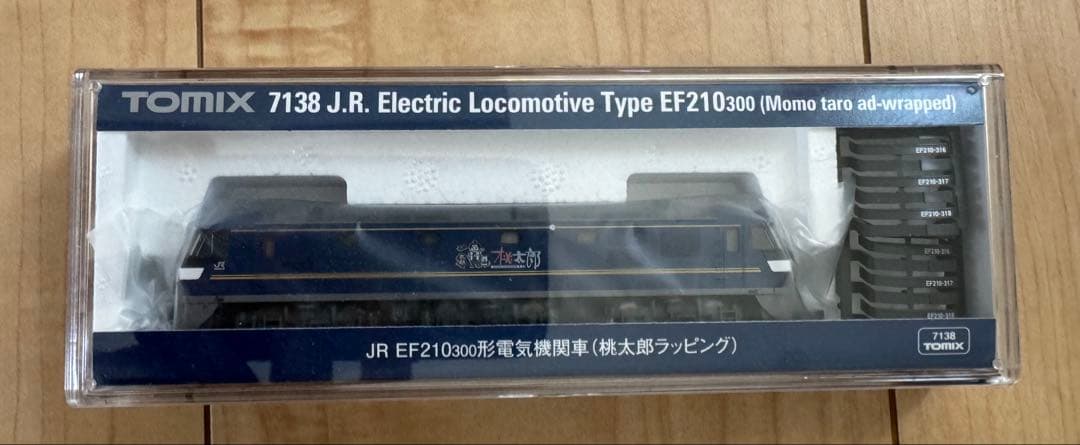 TOMIX 7138 J.R. Electric Locomotive Type EF210300 (Momo taro ad-wrapped)
EF210-316
EF210-317
EF210-318
EF210-316
EF210-317
EF210-318
JR
桃太郎
JR EF210300形電気機関車(桃太郎ラッピング)
7138
TOMIX